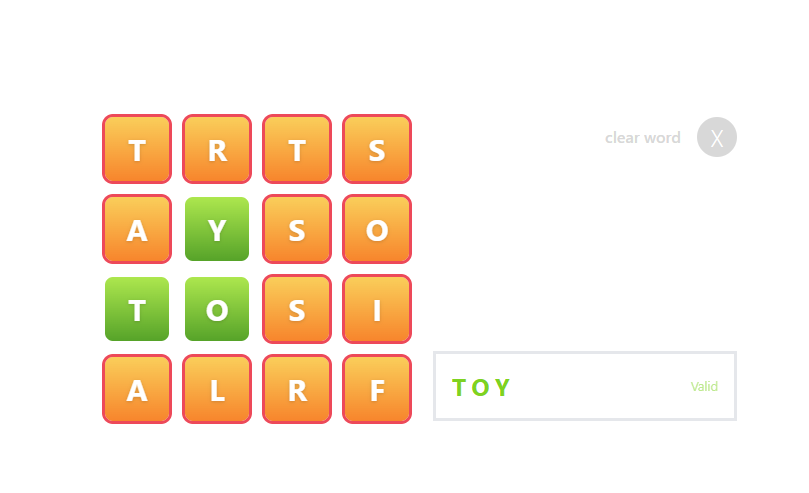 T R T S
clear word X
A Y S O
T O S I
A L R F
TOY Valid